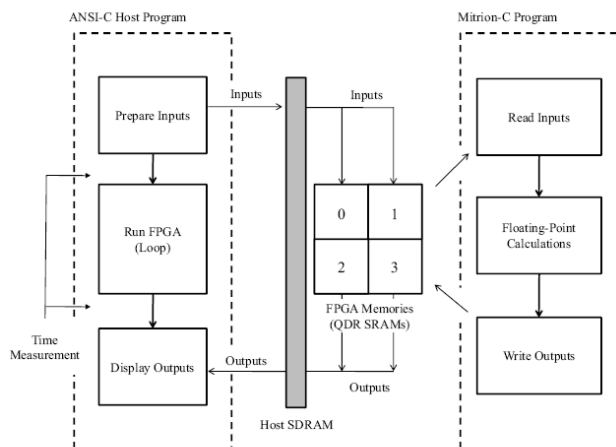 ANSI-C Host Program
Mitrion-C Program
Prepare Inputs
Inputs
Inputs
Read Inputs
Run FPGA
(Loop)
0
1
2
3
Floating-Point
Calculations
FPGA Memories
(QDR SRAMs)
Time
Measurement
Display Outputs
Outputs
Outputs
Write Outputs
Host SDRAM